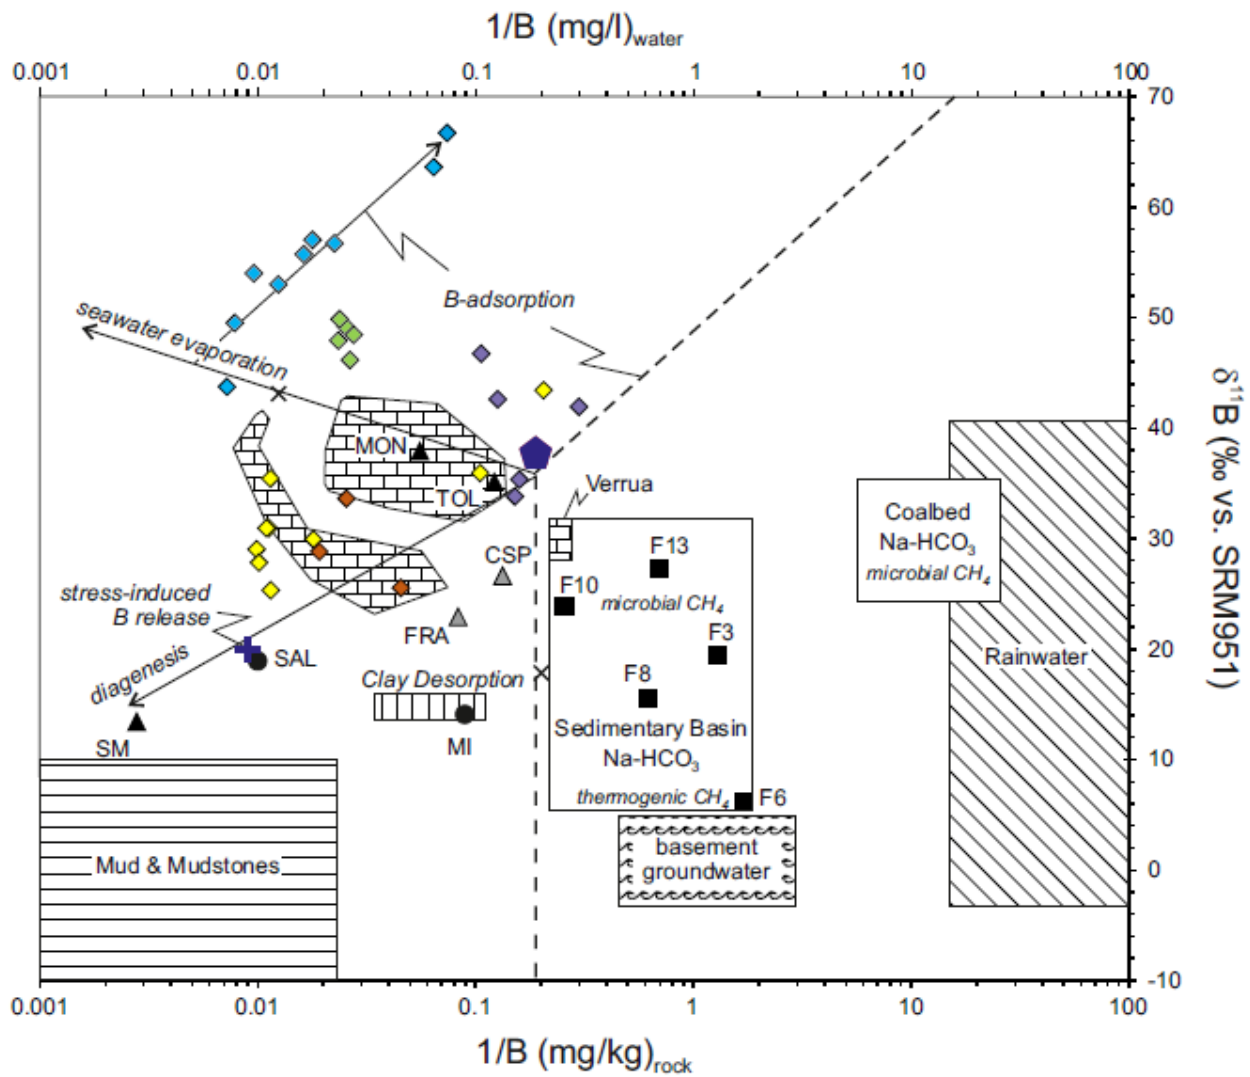 1/B (mg/l)water
0.001 0.01 0.1 1 10 100
70
60
50
40
30
20
10
0
-10
δ11B (‰ vs. SRM951)
B-adsorption
seawater evaporation
MON
TOL
Verrua
CSP
FRA
F13
F10
microbial CH4
F3
F8
Sedimentary Basin
Na-HCO3
thermogenic CH4
F6
Coalbed
Na-HCO3
microbial CH4
Rainwater
stress-induced
B release
SAL
diagenesis
SM
Clay Desorption
MI
Mud & Mudstones
basement
groundwater
0.001 0.01 0.1 1 10 100
1/B (mg/kg)rock